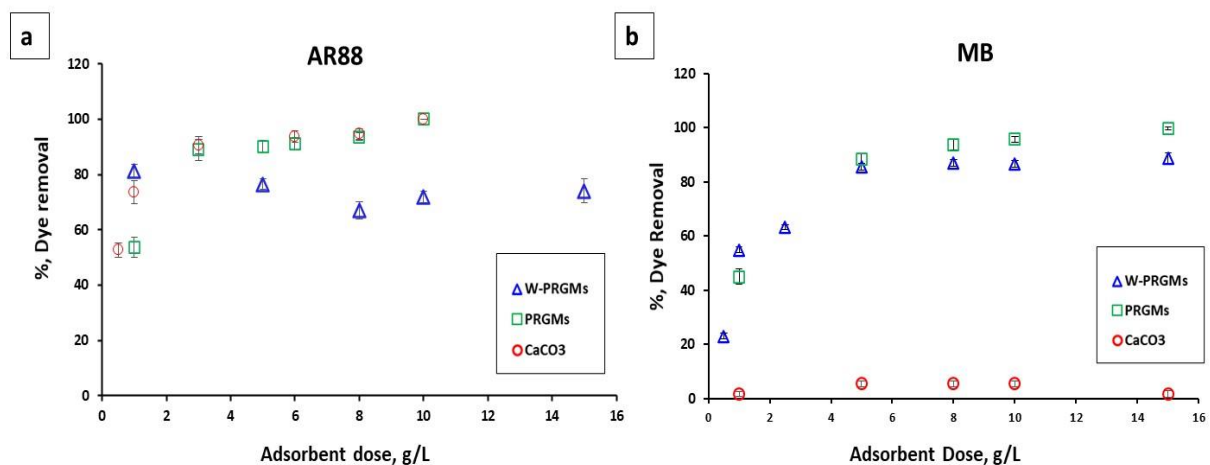 a
AR88
120
100
80
60
40
20
0
%, Dye removal
0 2 4 6 8 10 12 14 16
Adsorbent dose, g/L
W-PRGMs
PRGMs
CaCO3
b
MB
120
100
80
60
40
20
0
%, Dye Removal
0 2 4 6 8 10 12 14 16
Adsorbent Dose, g/L
W-PRGMs
PRGMs
CaCO3